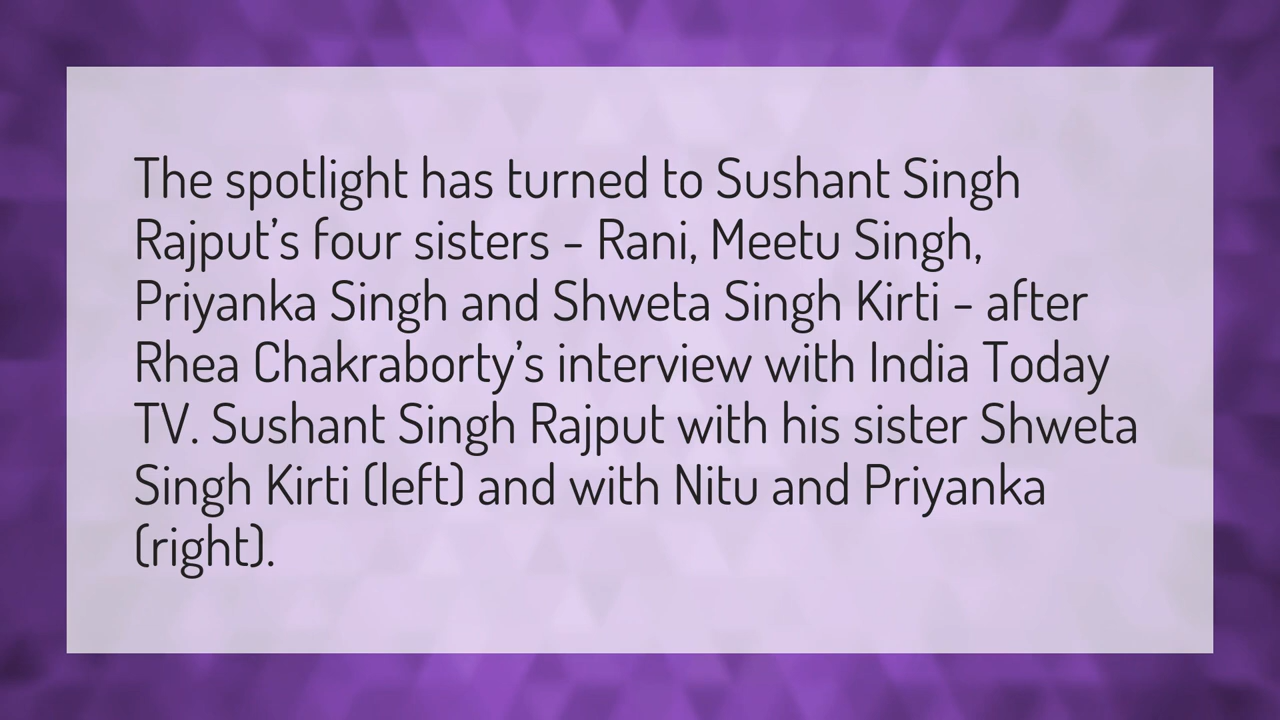 The spotlight has turned to Sushant Singh
Rajput’s four sisters – Rani, Meetu Singh,
Priyanka Singh and Shweta Singh Kirti – after
Rhea Chakraborty’s interview with India Today
TV. Sushant Singh Rajput with his sister Shweta
Singh Kirti (left) and with Nitu and Priyanka
(right).